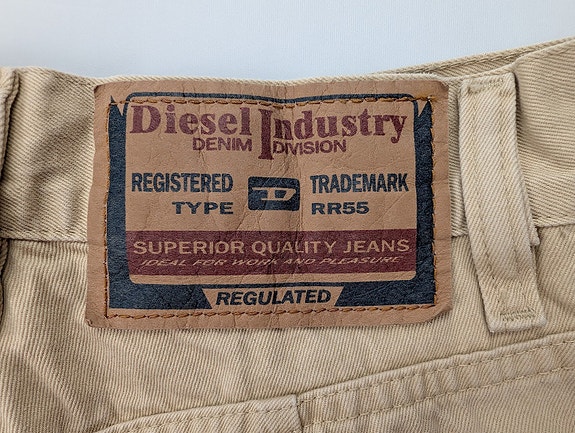 Diesel Industry
DENIM DIVISION
REGISTERED D TRADEMARK
TYPE RR55
SUPERIOR QUALITY JEANS
IDEAL FOR WORK AND PLEASURE
REGULATED